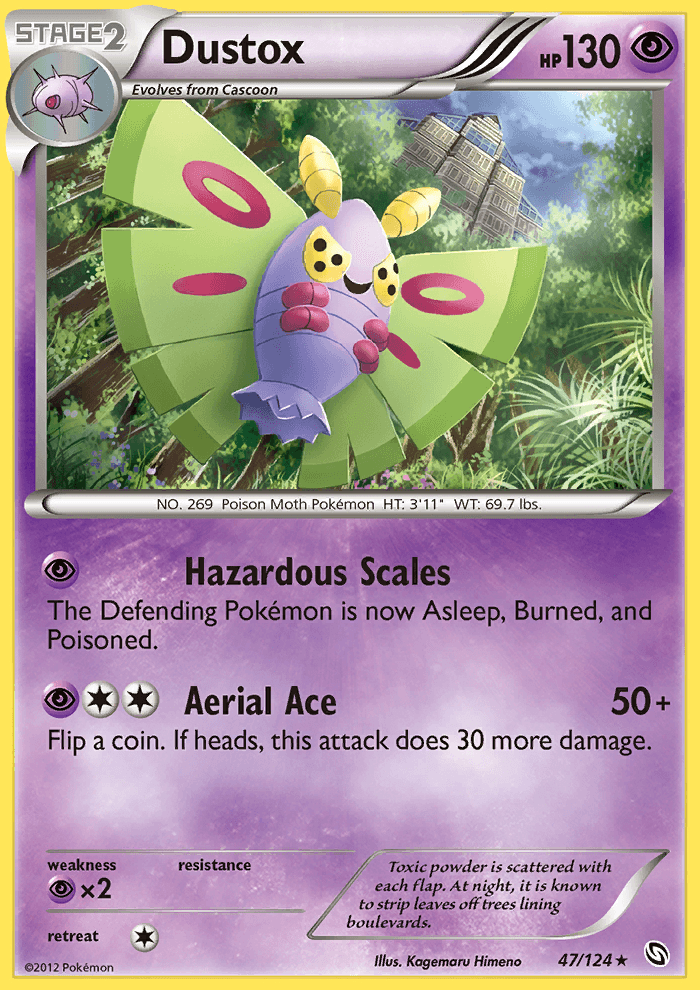 STAGE2
Dustox
HP130
Evolves from Cascoon
NO. 269 Poison Moth Pokémon HT: 3'11" WT: 69.7 lbs.
Hazardous Scales
The Defending Pokémon is now Asleep, Burned, and
Poisoned.
Aerial Ace 50+
Flip a coin. If heads, this attack does 30 more damage.
weakness resistance
×2
retreat
Toxic powder is scattered with
each flap. At night, it is known
to strip leaves off trees lining
boulevards.
©2012 Pokémon
Illus. Kagemaru Himeno 47/124★